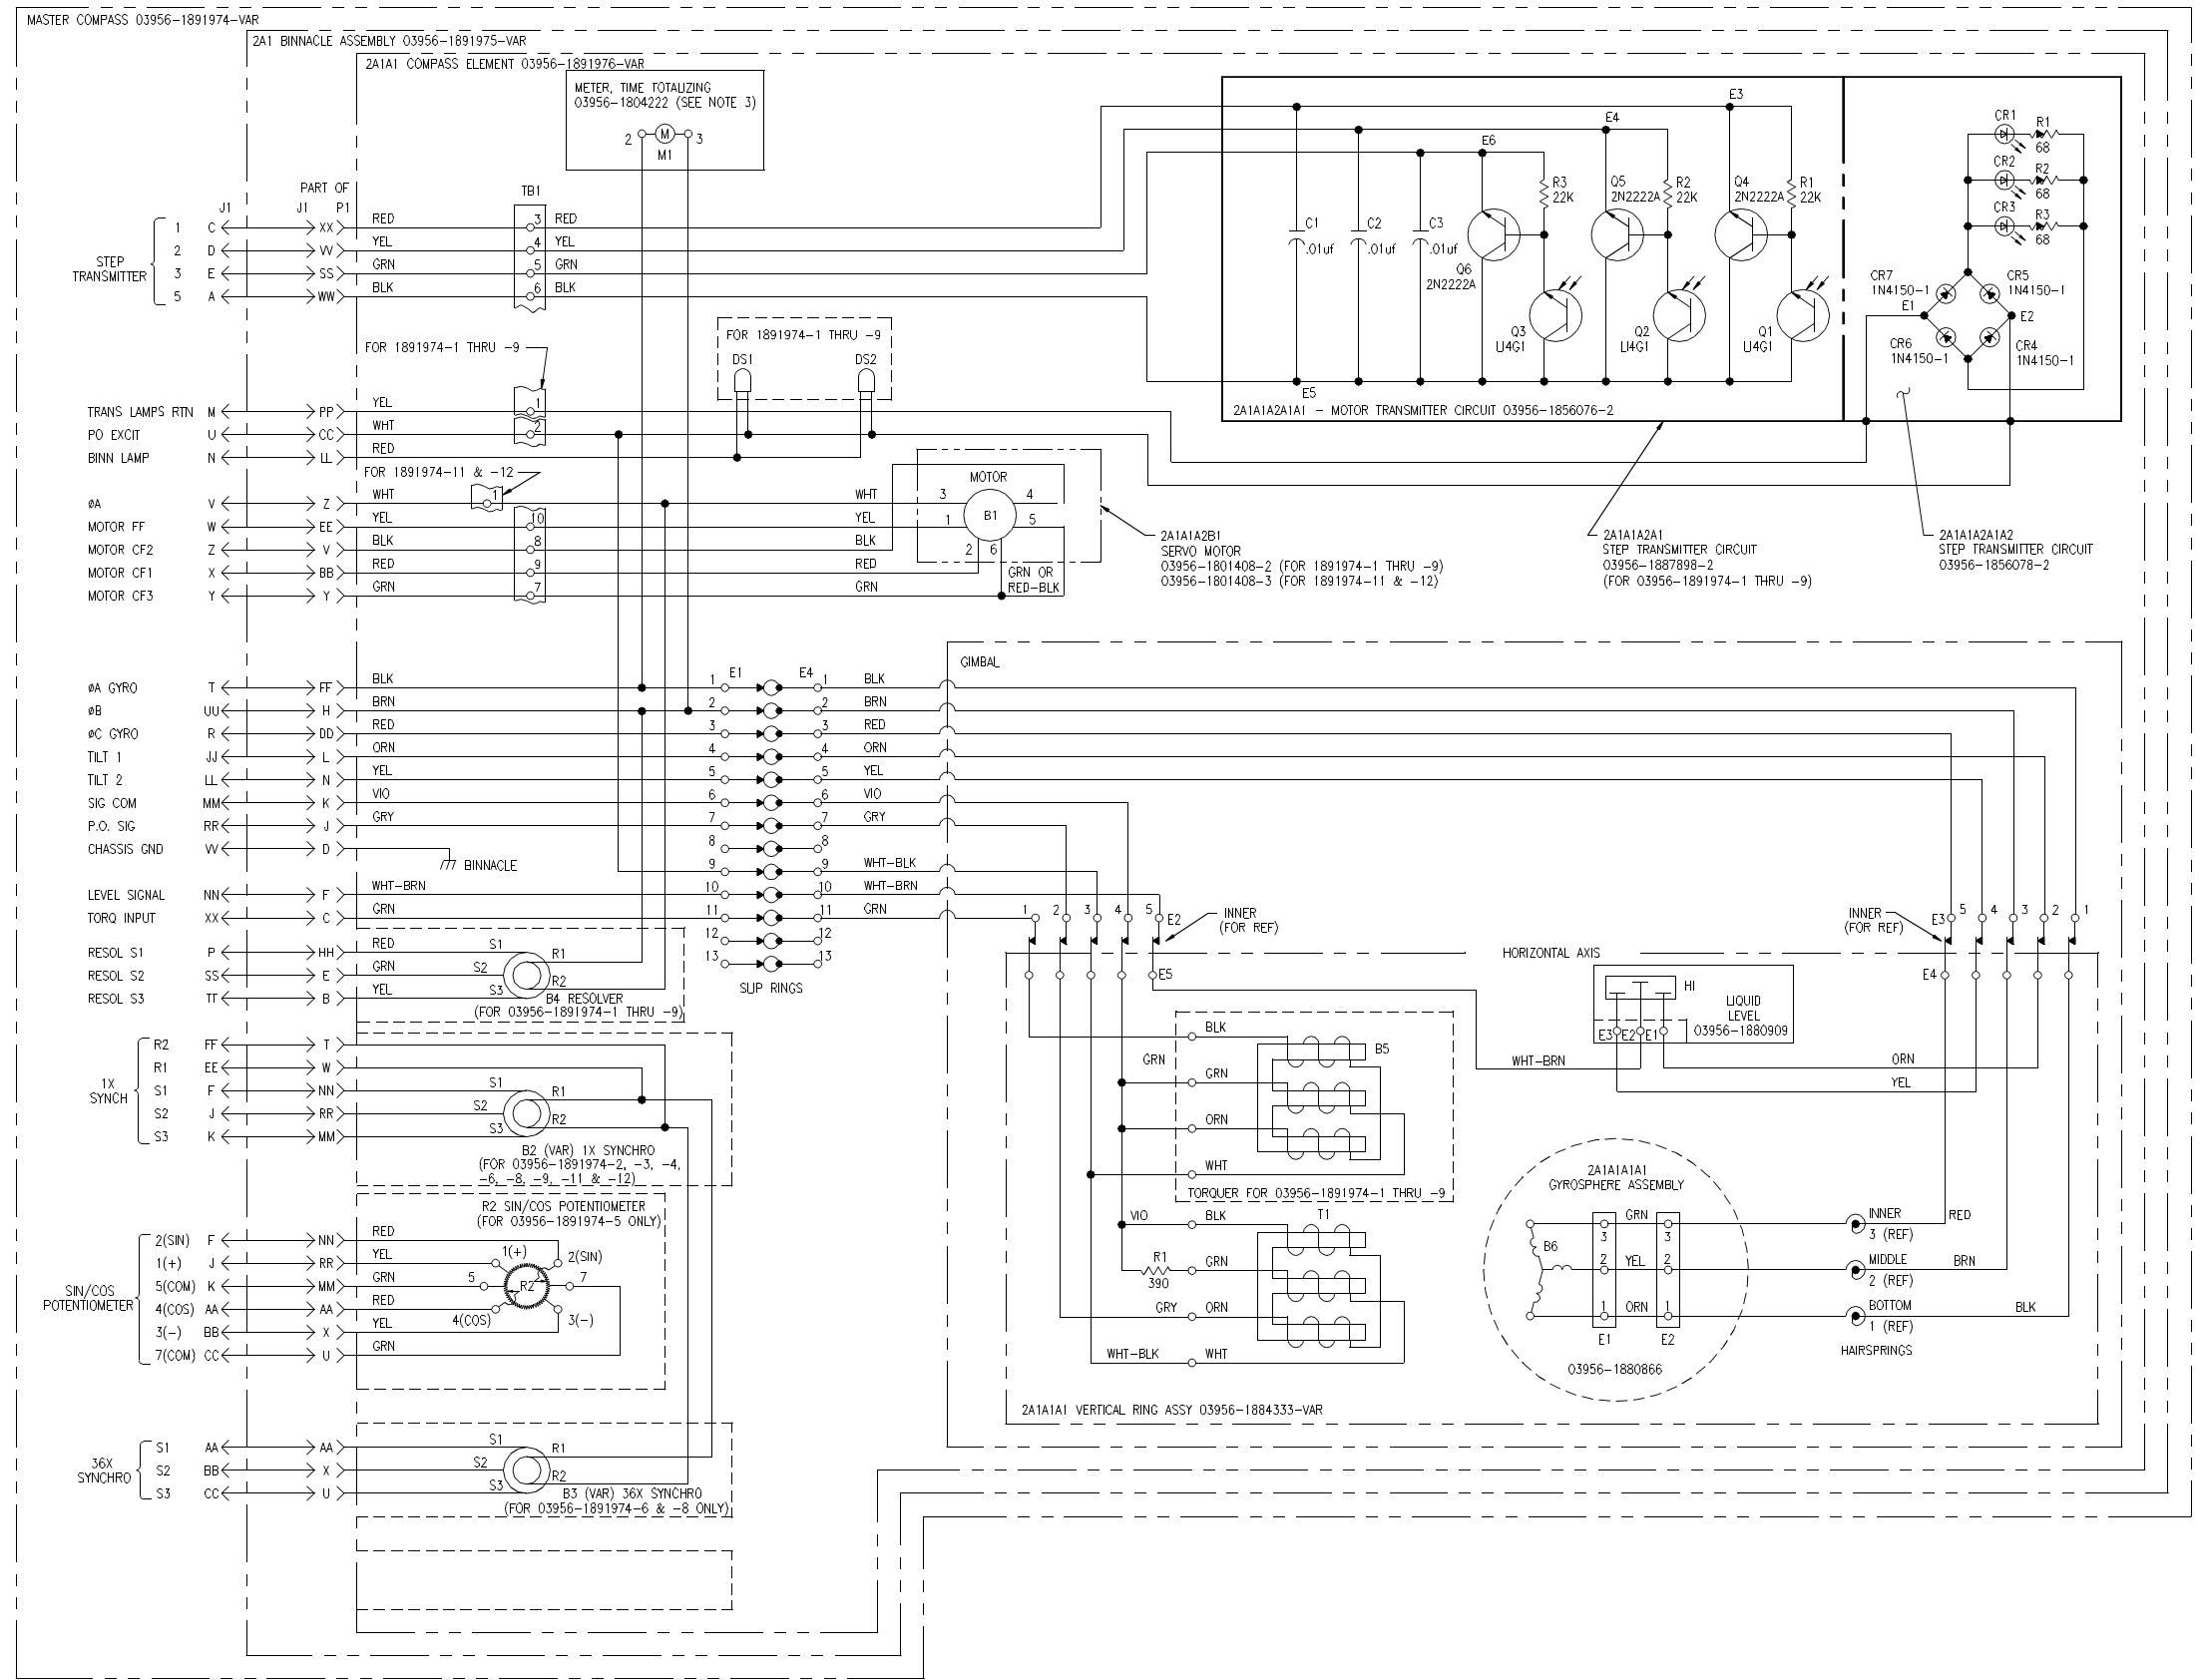 MASTER COMPASS 03956-1891974-VAR
2A1 BINNACLE ASSEMBLY 03956-1891975-VAR
2A1A1 COMPASS ELEMENT 03956-1891976-VAR
METER, TIME TOTALIZING
03956-1804222 (SEE NOTE 3)
2 M 3
M1
PART OF
J1 J1 P1
TB1
STEP
TRANSMITTER
1 C XX RED 3 RED
2 D VV YEL 4 YEL
3 E SS GRN 5 GRN
5 A WW BLK 6 BLK
E3
E4
E6
C1
.01uf
C2
.01uf
C3
.01uf
R3
22K
Q5
2N2222A
R2
22K
Q4
2N2222A
R1
22K
Q6
2N2222A
Q3
LI4G1
Q2
LI4G1
Q1
LI4G1
E5
2A1A1A2A1A1 - MOTOR TRANSMITTER CIRCUIT 03956-1856076-2
CR1 R1
68
CR2 R2
68
CR3 R3
68
CR7
1N4150-1
CR5
1N4150-1
E1
E2
CR6
1N4150-1
CR4
1N4150-1
FOR 1891974-1 THRU -9
FOR 1891974-1 THRU -9
DS1 DS2
TRANS LAMPS RTN M PP YEL 1
PO EXCIT U CC WHT 2
BINN LAMP N LL RED
FOR 1891974-11 & -12
1
ØA V Z WHT WHT
MOTOR FF W EE YEL 10 YEL
MOTOR CF2 Z V BLK 8 BLK
MOTOR CF1 X BB RED 9 RED
MOTOR CF3 Y Y GRN 7 GRN
MOTOR
3 4
B1
1 5
2 6
GRN OR
RED-BLK
2A1A1A2B1
SERVO MOTOR
03956-1801408-2 (FOR 1891974-1 THRU -9)
03956-1801408-3 (FOR 1891974-11 & -12)
2A1A1A2A1
STEP TRANSMITTER CIRCUIT
03956-1887898-2
(FOR 03956-1891974-1 THRU -9)
2A1A1A2A1A2
STEP TRANSMITTER CIRCUIT
03956-1856078-2
GIMBAL
E1 E4
ØA GYRO T FF BLK 1 1 BLK
ØB UU H BRN 2 2 BRN
ØC GYRO R DD RED 3 3 RED
TILT 1 JJ L ORN 4 4 ORN
TILT 2 LL N YEL 5 5 YEL
SIG COM MM K VIO 6 6 VIO
P.O. SIG RR J GRY 7 7 GRY
CHASSIS GND VV D BINNACLE 8 8
9 9 WHT-BLK
LEVEL SIGNAL NN F WHT-BRN 10 10 WHT-BRN
TORQ INPUT XX C GRN 11 11 GRN
12 12
13 13
SLIP RINGS
RESOL S1 P HH RED S1 R1
RESOL S2 SS E GRN S2 R2
RESOL S3 TT B YEL S3
B4 RESOLVER
(FOR 03956-1891974-1 THRU -9)
1 2 3 4 5 E2
INNER
(FOR REF)
INNER
(FOR REF)
E3 5 4 3 2 1
HORIZONTAL AXIS
E5
E4
HI
LIQUID
LEVEL
03956-1880909
E3 E2 E1
WHT-BRN
ORN
YEL
1X
SYNCH
R2 FF T
R1 EE W
S1 F NN S1 R1
S2 J RR S2 R2
S3 K MM S3
B2 (VAR) 1X SYNCHRO
(FOR 03956-1891974-2, -3, -4,
-6, -8, -9, -11 & -12)
BLK
B5
GRN
GRN
ORN
WHT
TORQUER FOR 03956-1891974-1 THRU -9
VIO BLK T1
R1
390
GRN
GRY ORN
WHT-BLK WHT
2A1A1A1A1
GYROSPHERE ASSEMBLY
B6
3 GRN 3
2 YEL 2
1 ORN 1
E1 E2
03956-1880866
INNER
3 (REF)
RED
MIDDLE
2 (REF)
BRN
BOTTOM
1 (REF)
BLK
HAIRSPRINGS
2A1A1A1 VERTICAL RING ASSY 03956-1884333-VAR
R2 SIN/COS POTENTIOMETER
(FOR 03956-1891974-5 ONLY)
SIN/COS
POTENTIOMETER
2(SIN) F NN RED
1(+) J RR YEL 1(+) 2(SIN)
5(COM) K MM GRN 5 R2 7
4(COS) AA AA RED 4(COS) 3(-)
3(-) BB X YEL
7(COM) CC U GRN
36X
SYNCHRO
S1 AA AA S1 R1
S2 BB X S2 R2
S3 CC U S3
B3 (VAR) 36X SYNCHRO
(FOR 03956-1891974-6 & -8 ONLY)